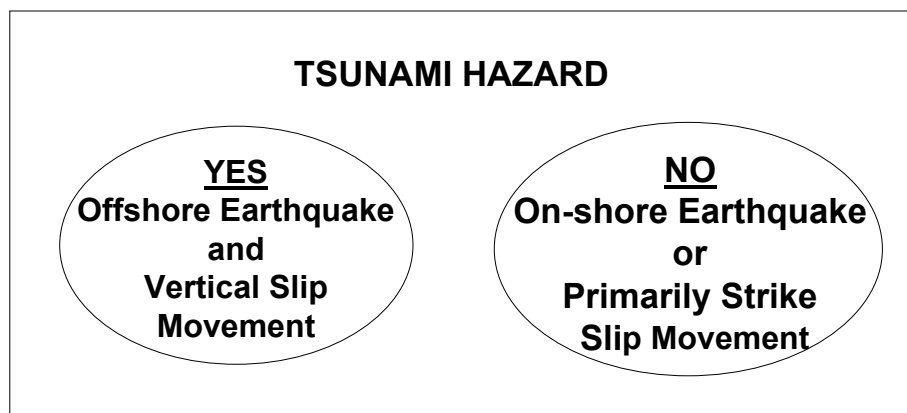 TSUNAMI HAZARD
YES
Offshore Earthquake
and
Vertical Slip
Movement
NO
On-shore Earthquake
or
Primarily Strike
Slip Movement